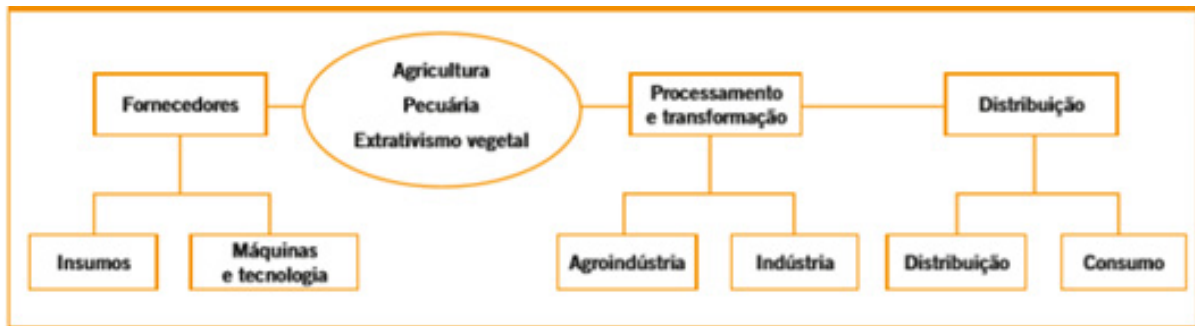 Fornecedores
Agricultura
Pecuária
Extrativismo vegetal
Processamento
e transformação
Distribuição
Insumos
Máquinas
e tecnologia
Agroindústria
Indústria
Distribuição
Consumo